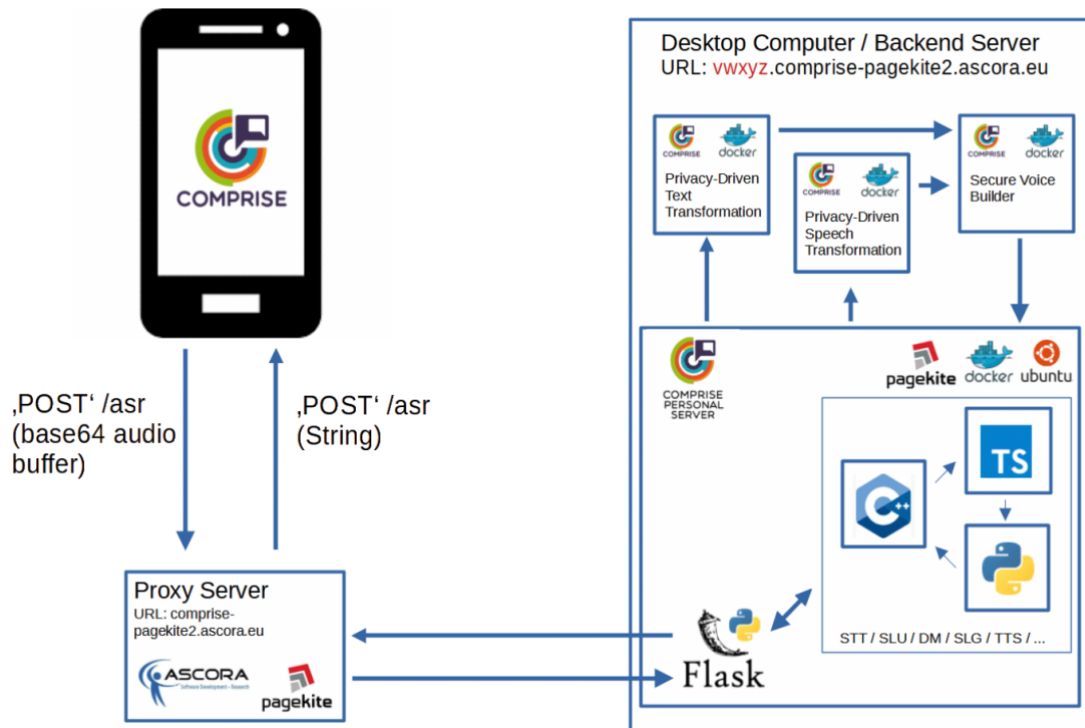 COMPRISE
‚POST‘ /asr
(base64 audio
buffer)
‚POST‘ /asr
(String)
Proxy Server
URL: comprise-
pagekite2.ascora.eu
ASCORA
Software Development - Research
pagekite
Desktop Computer / Backend Server
URL: vwxyz.comprise-pagekite2.ascora.eu
COMPRISE
docker
Privacy-Driven
Text
Transformation
COMPRISE
docker
Privacy-Driven
Speech
Transformation
COMPRISE
docker
Secure Voice
Builder
COMPRISE
PERSONAL
SERVER
pagekite
docker
ubuntu
C++
TS
STT / SLU / DM / SLG / TTS / ...
Flask